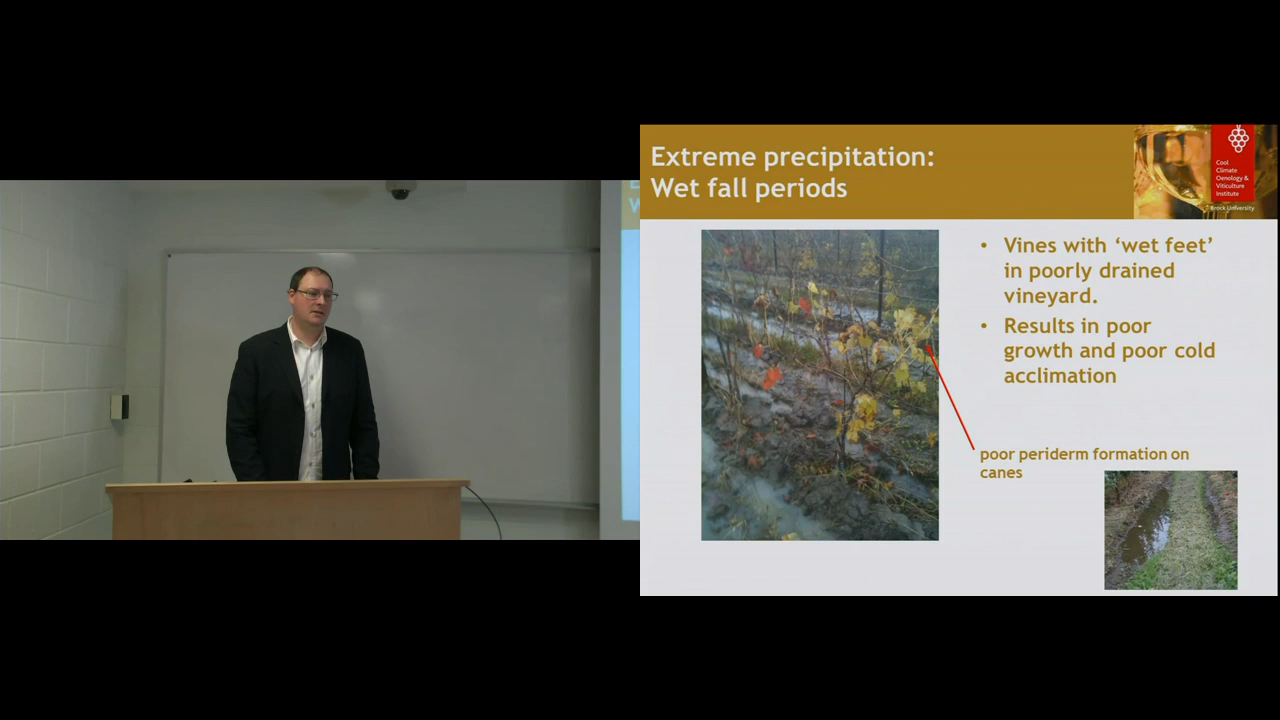 Extreme precipitation:
Wet fall periods
Cool
Climate
Oenology &
Viticulture
Institute
Brock University
• Vines with ‘wet feet’
in poorly drained
vineyard.
• Results in poor
growth and poor cold
acclimation
poor periderm formation on
canes